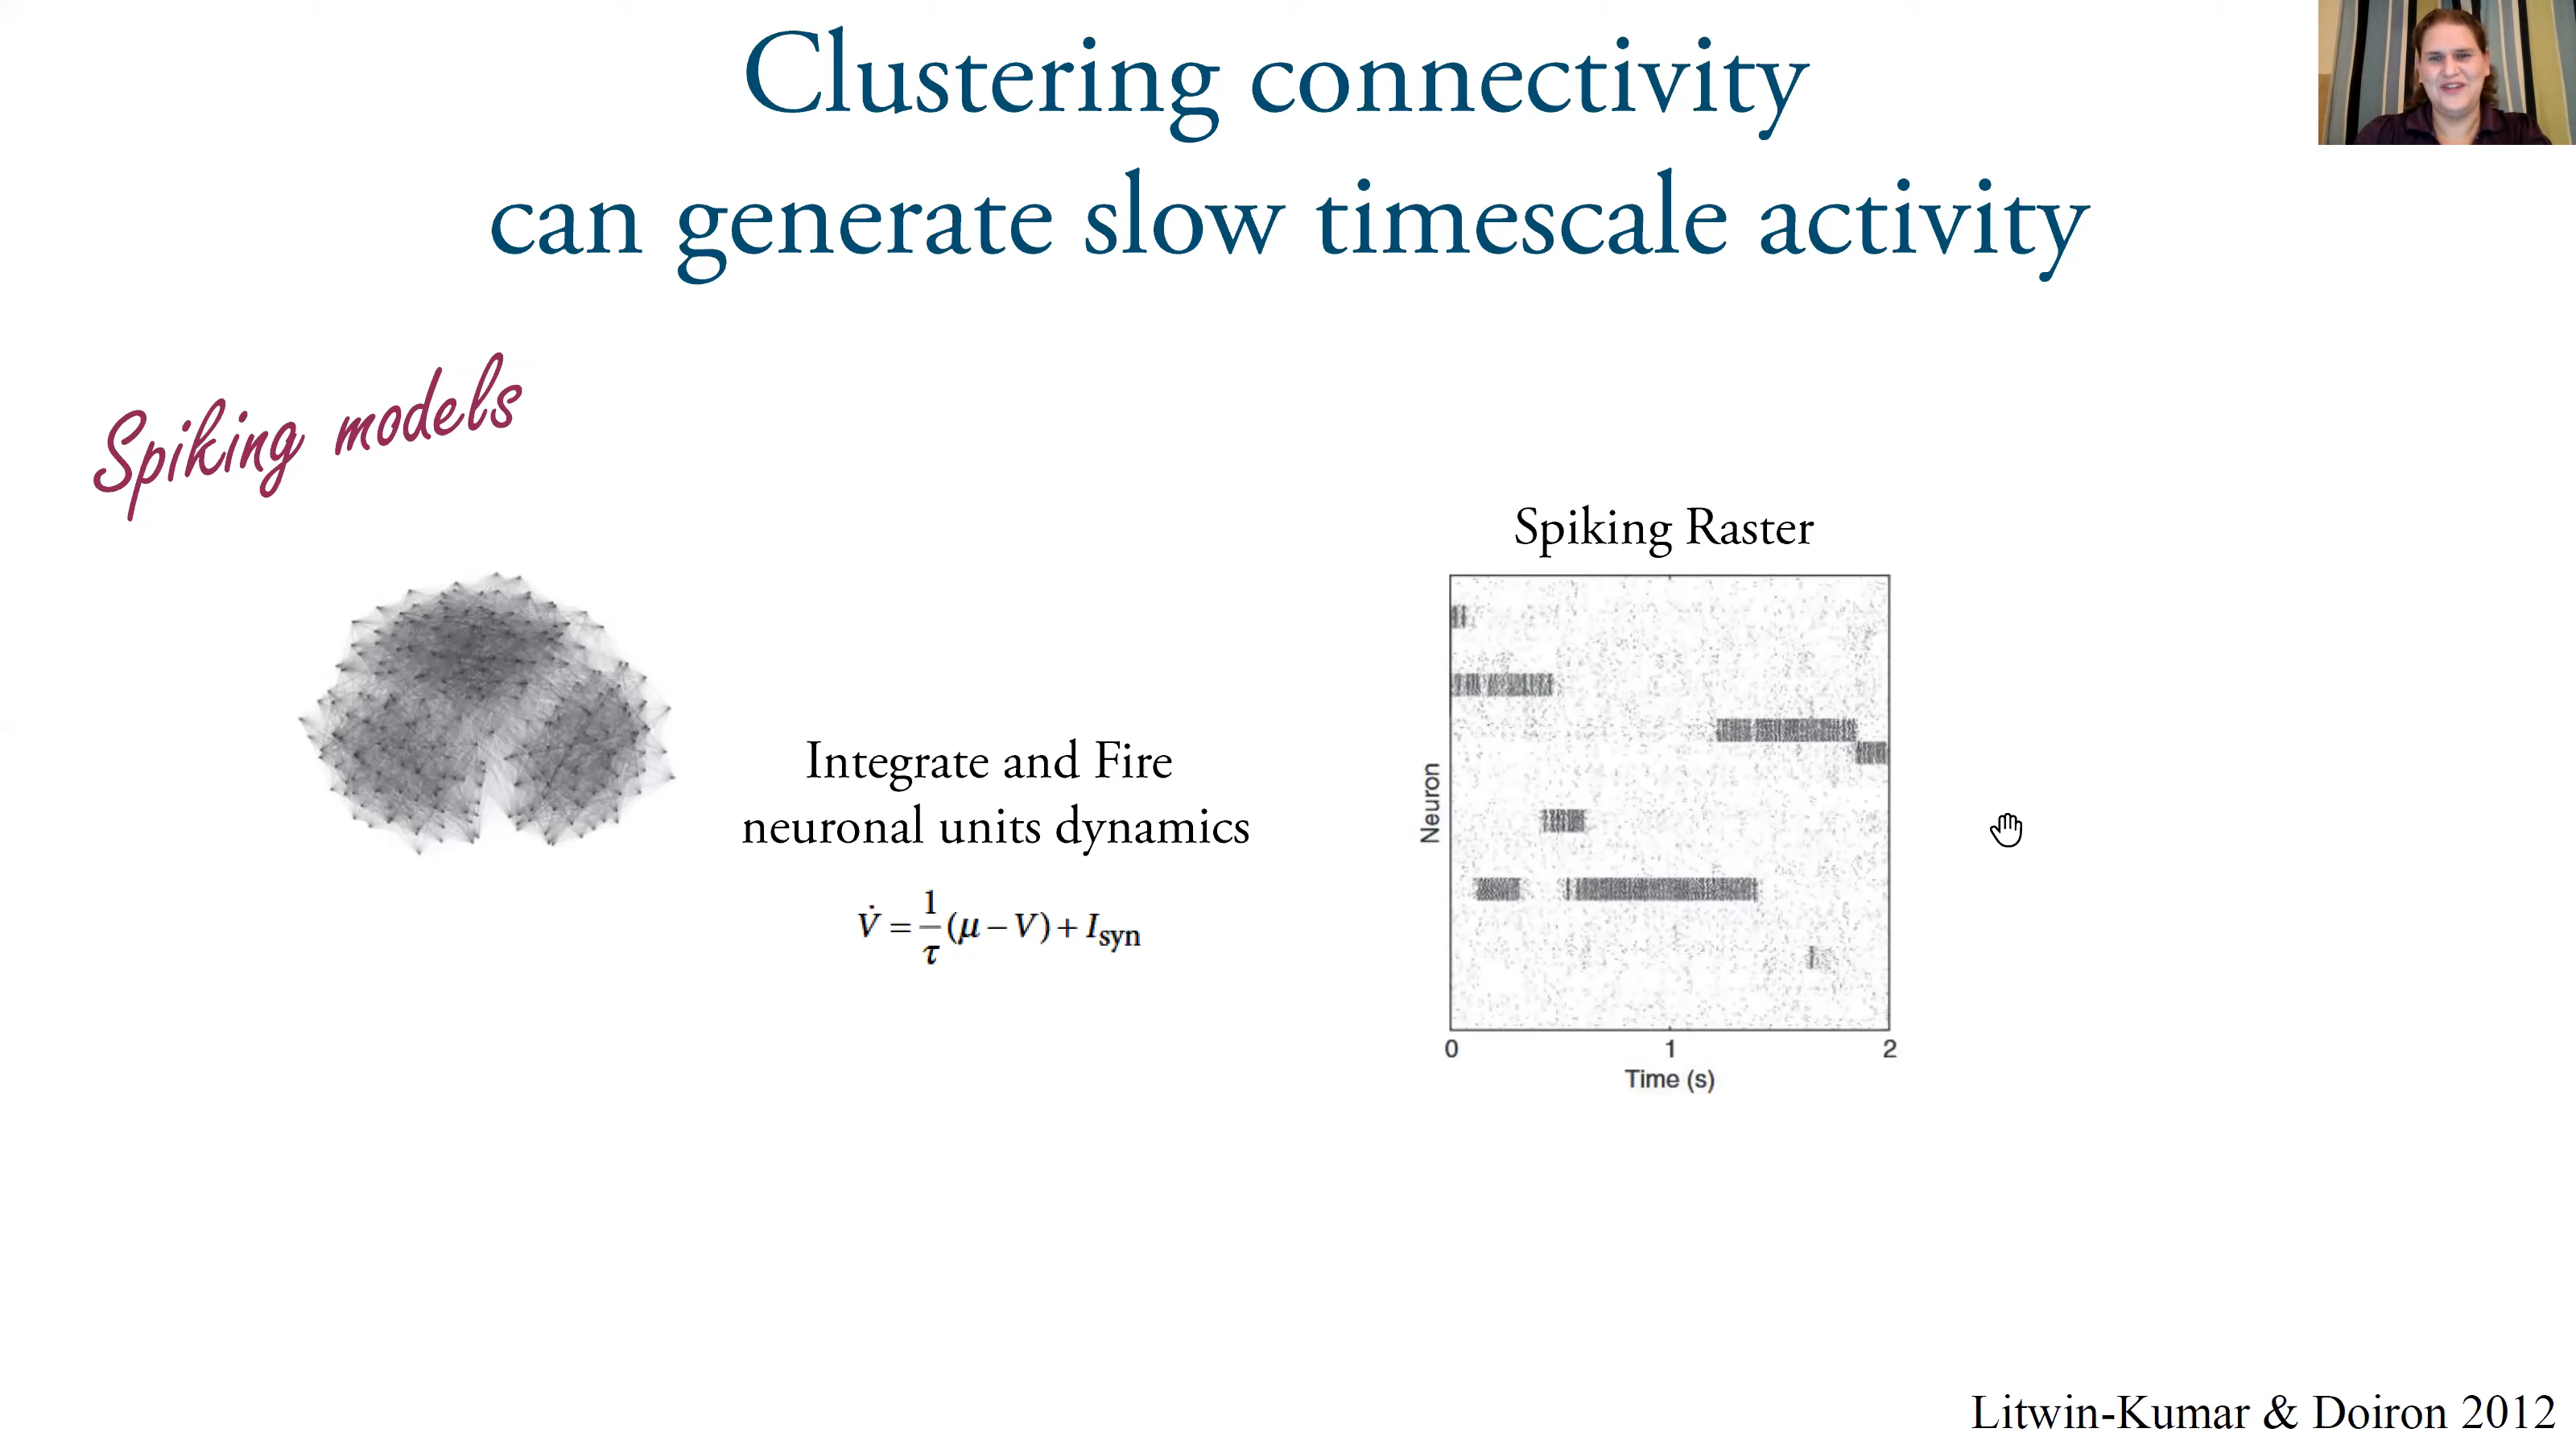 Clustering connectivity
can generate slow timescale activity
Spiking models
Integrate and Fire
neuronal units dynamics
V̇ = 1/τ (μ − V) + I_syn
Spiking Raster
Neuron
0 1 2
Time (s)
Litwin-Kumar & Doiron 2012